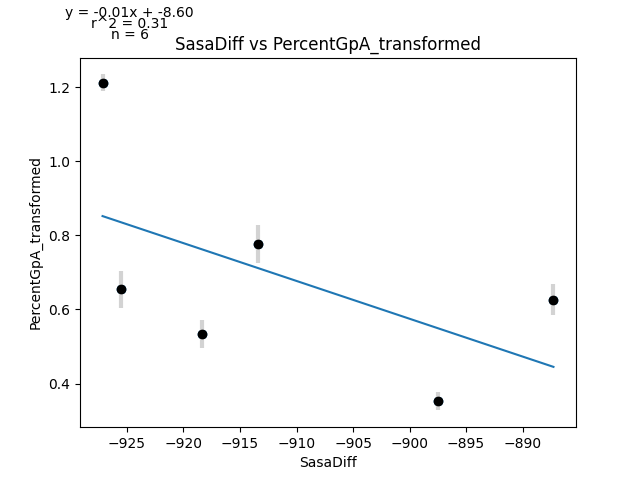 y = -0.01x + -8.60
r^2 = 0.31
n = 6
SasaDiff vs PercentGpA_transformed
PercentGpA_transformed
1.2
1.0
0.8
0.6
0.4
−925
−920
−915
−910
−905
−900
−895
−890
SasaDiff